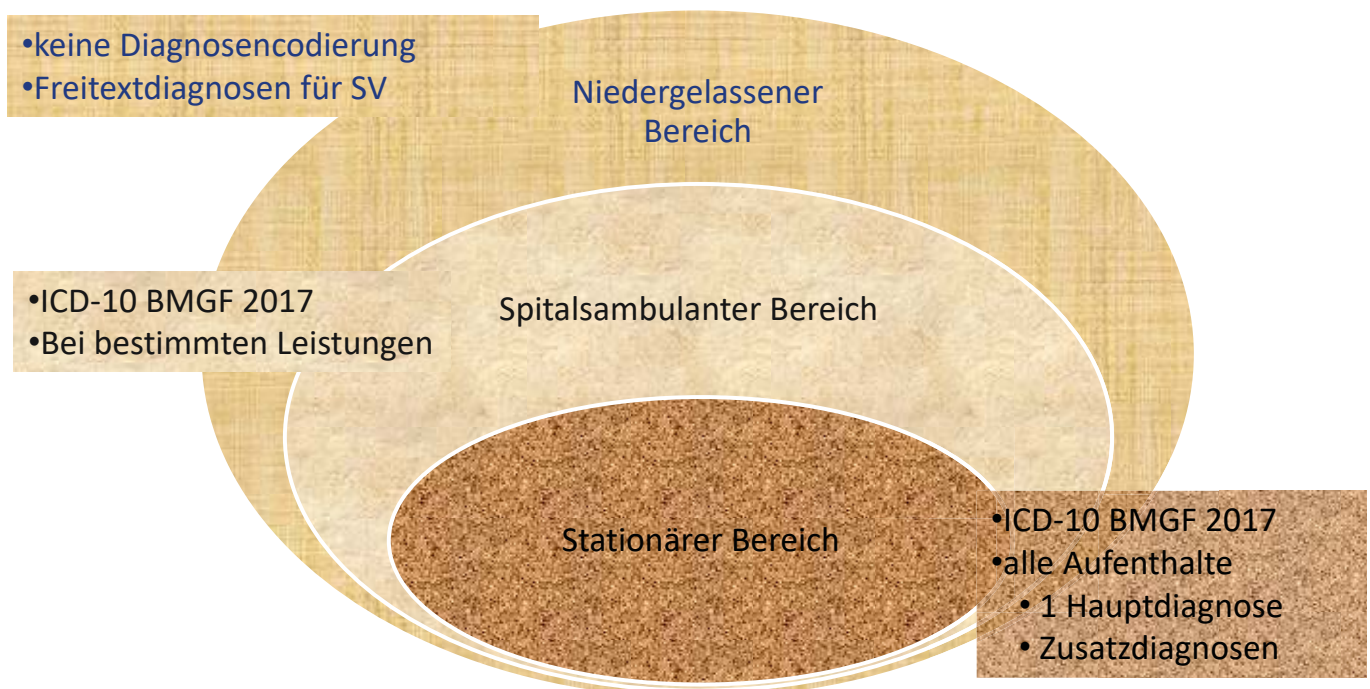 •keine Diagnosencodierung
•Freitextdiagnosen für SV
Niedergelassener
Bereich
•ICD-10 BMGF 2017
•Bei bestimmten Leistungen
Spitalsambulanter Bereich
Stationärer Bereich
•ICD-10 BMGF 2017
•alle Aufenthalte
• 1 Hauptdiagnose
• Zusatzdiagnosen